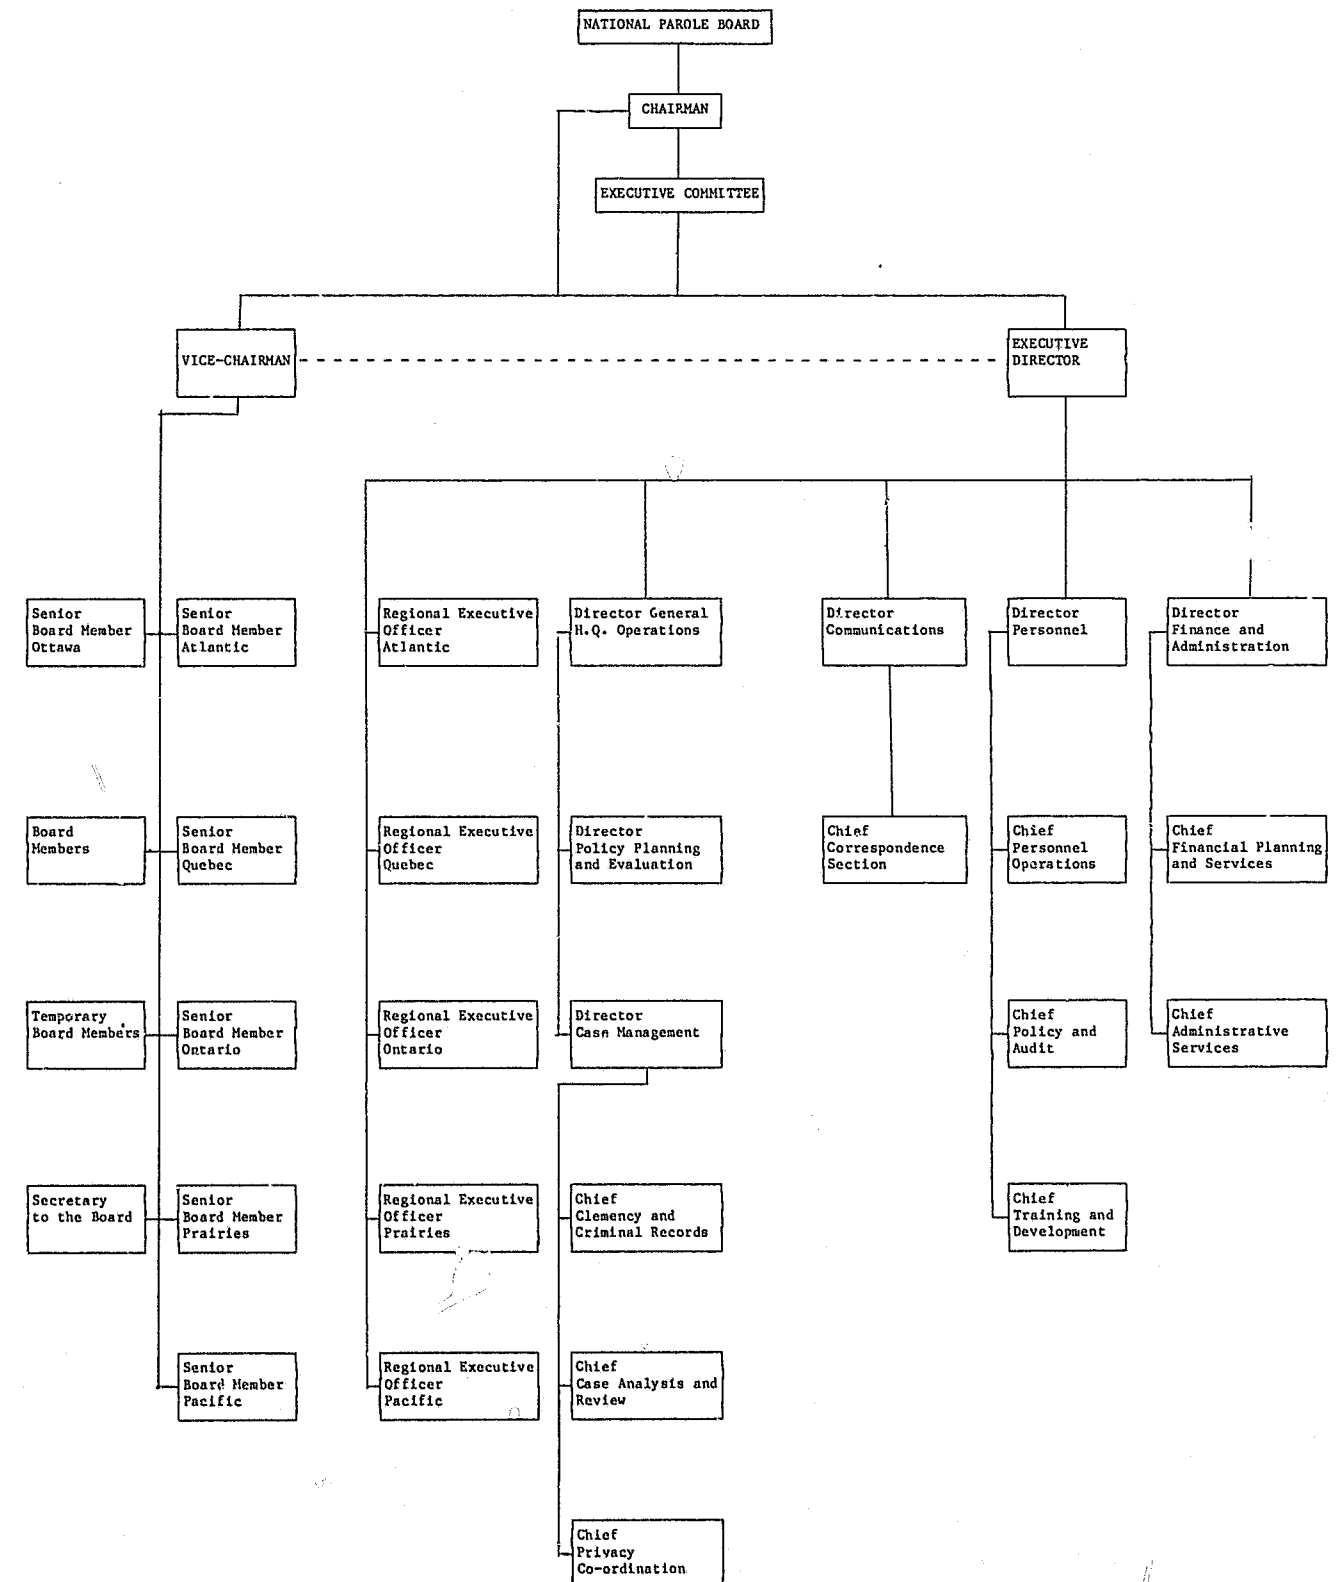 NATIONAL PAROLE BOARD
CHAIRMAN
EXECUTIVE COMMITTEE
VICE-CHAIRMAN
EXECUTIVE
DIRECTOR
Senior
Board Member
Ottawa
Senior
Board Member
Atlantic
Regional Executive
Officer
Atlantic
Director General
H.Q. Operations
Director
Communications
Director
Personnel
Director
Finance and
Administration
Board
Members
Senior
Board Member
Quebec
Regional Executive
Officer
Quebec
Director
Policy Planning
and Evaluation
Chief
Correspondence
Section
Chief
Personnel
Operations
Chief
Financial Planning
and Services
Temporary
Board Members
Senior
Board Member
Ontario
Regional Executive
Officer
Ontario
Director
Case Management
Chief
Policy and
Audit
Chief
Administrative
Services
Secretary
to the Board
Senior
Board Member
Prairies
Regional Executive
Officer
Prairies
Chief
Clemency and
Criminal Records
Chief
Training and
Development
Senior
Board Member
Pacific
Regional Executive
Officer
Pacific
Chief
Case Analysis and
Review
Chief
Privacy
Co-ordination